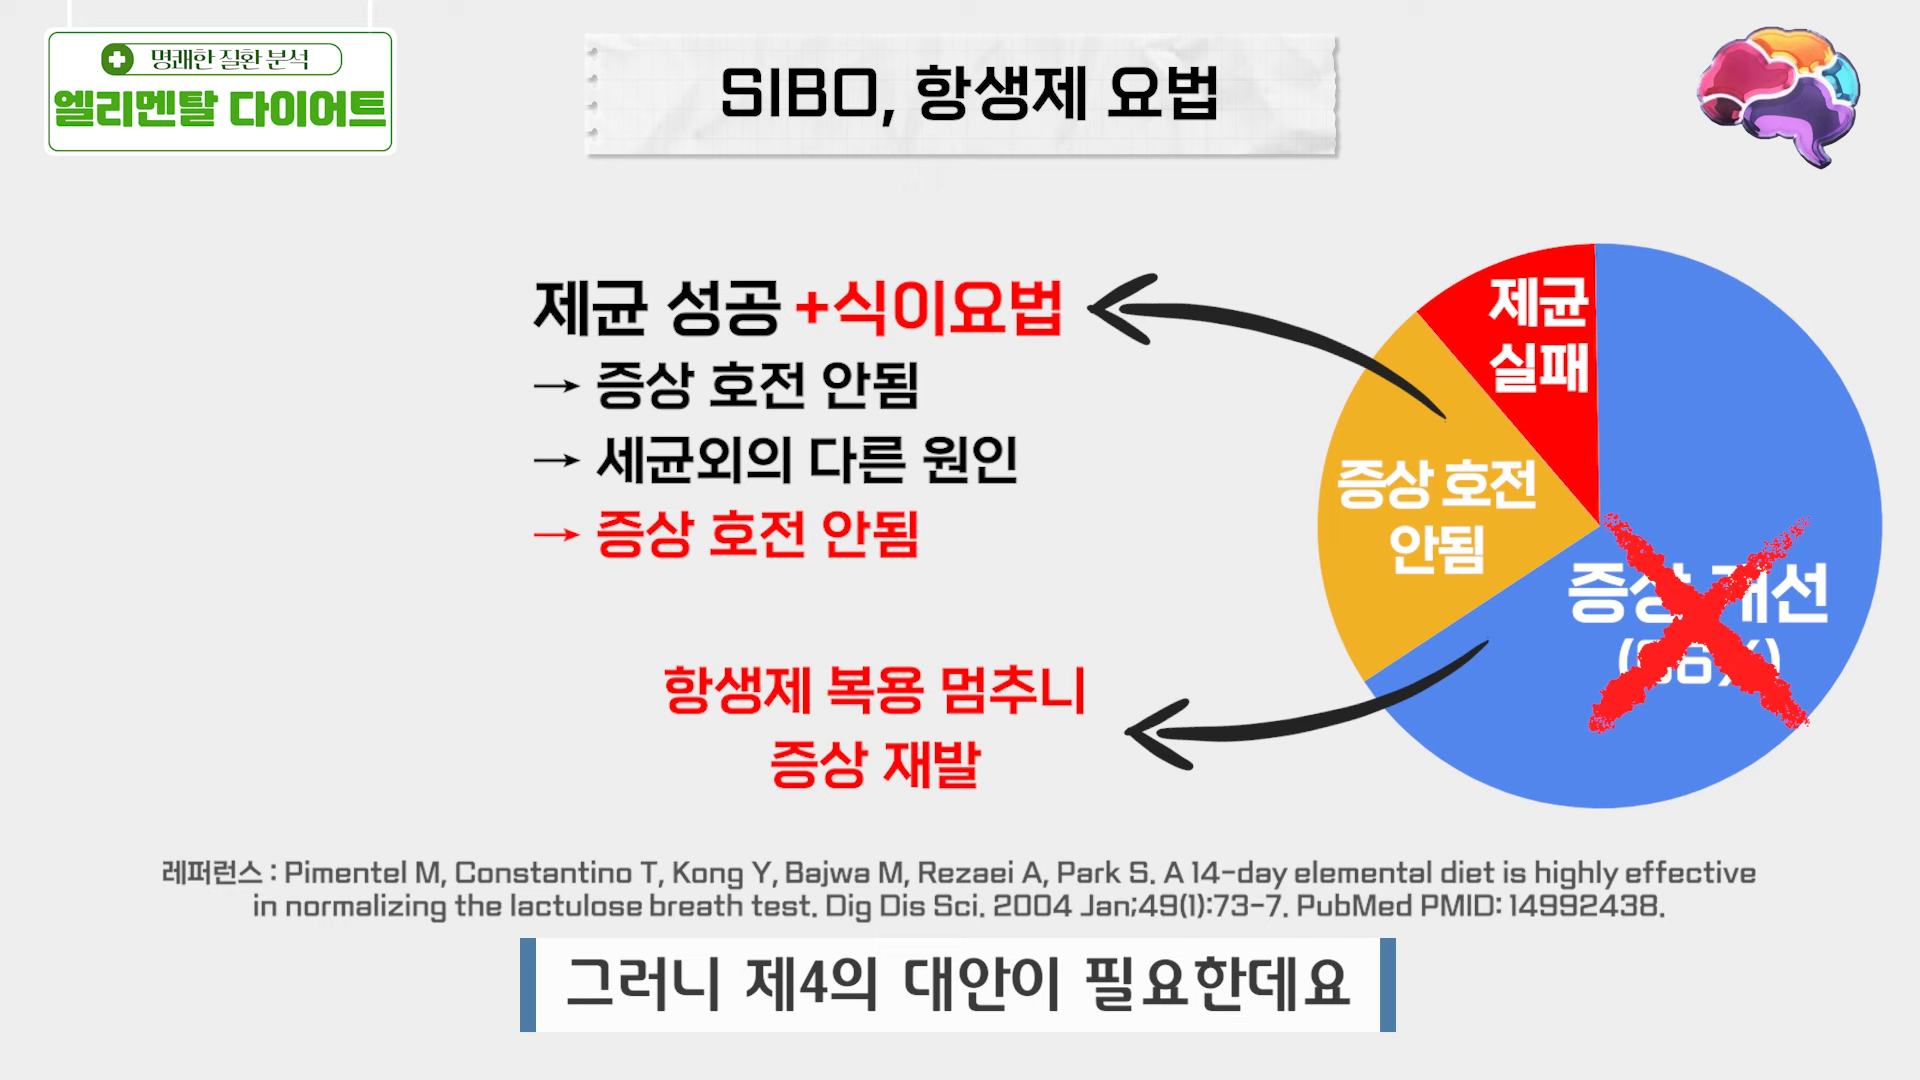 명쾌한 질환 분석
엘리멘탈 다이어트
SIBO, 항생제 요법
제균 성공 +식이요법
→ 증상 호전 안됨
→ 세균외의 다른 원인
→ 증상 호전 안됨
항생제 복용 멈추니
증상 재발
제균
실패
증상 호전
안됨
증상 개선
레퍼런스 : Pimentel M, Constantino T, Kong Y, Bajwa M, Rezaei A, Park S. A 14-day elemental diet is highly effective
in normalizing the lactulose breath test. Dig Dis Sci. 2004 Jan;49(1):73-7. PubMed PMID: 14992438.
그러니 제4의 대안이 필요한데요